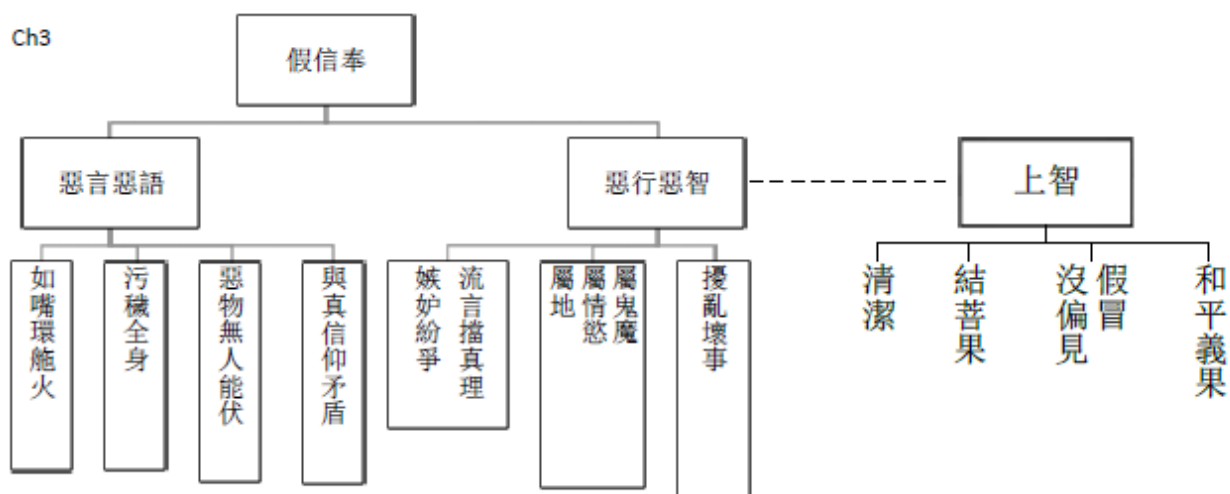 Ch3
假信奉
惡言惡語
惡行惡智
上智
如嘴環艈火
污穢全身
惡物無人能伏
與真信仰矛盾
嫉妒紛爭
流言擋真理
屬地
屬情慾
屬鬼魔
擾亂壞事
清潔
結菩果
沒偏見
假冒
和平義果